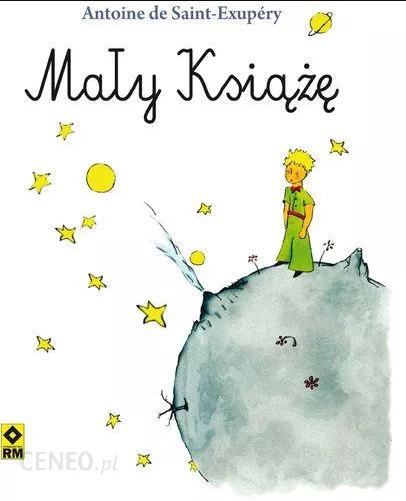 Antoine de Saint-Exupéry
Mały Książę
RM
CENEO.pl